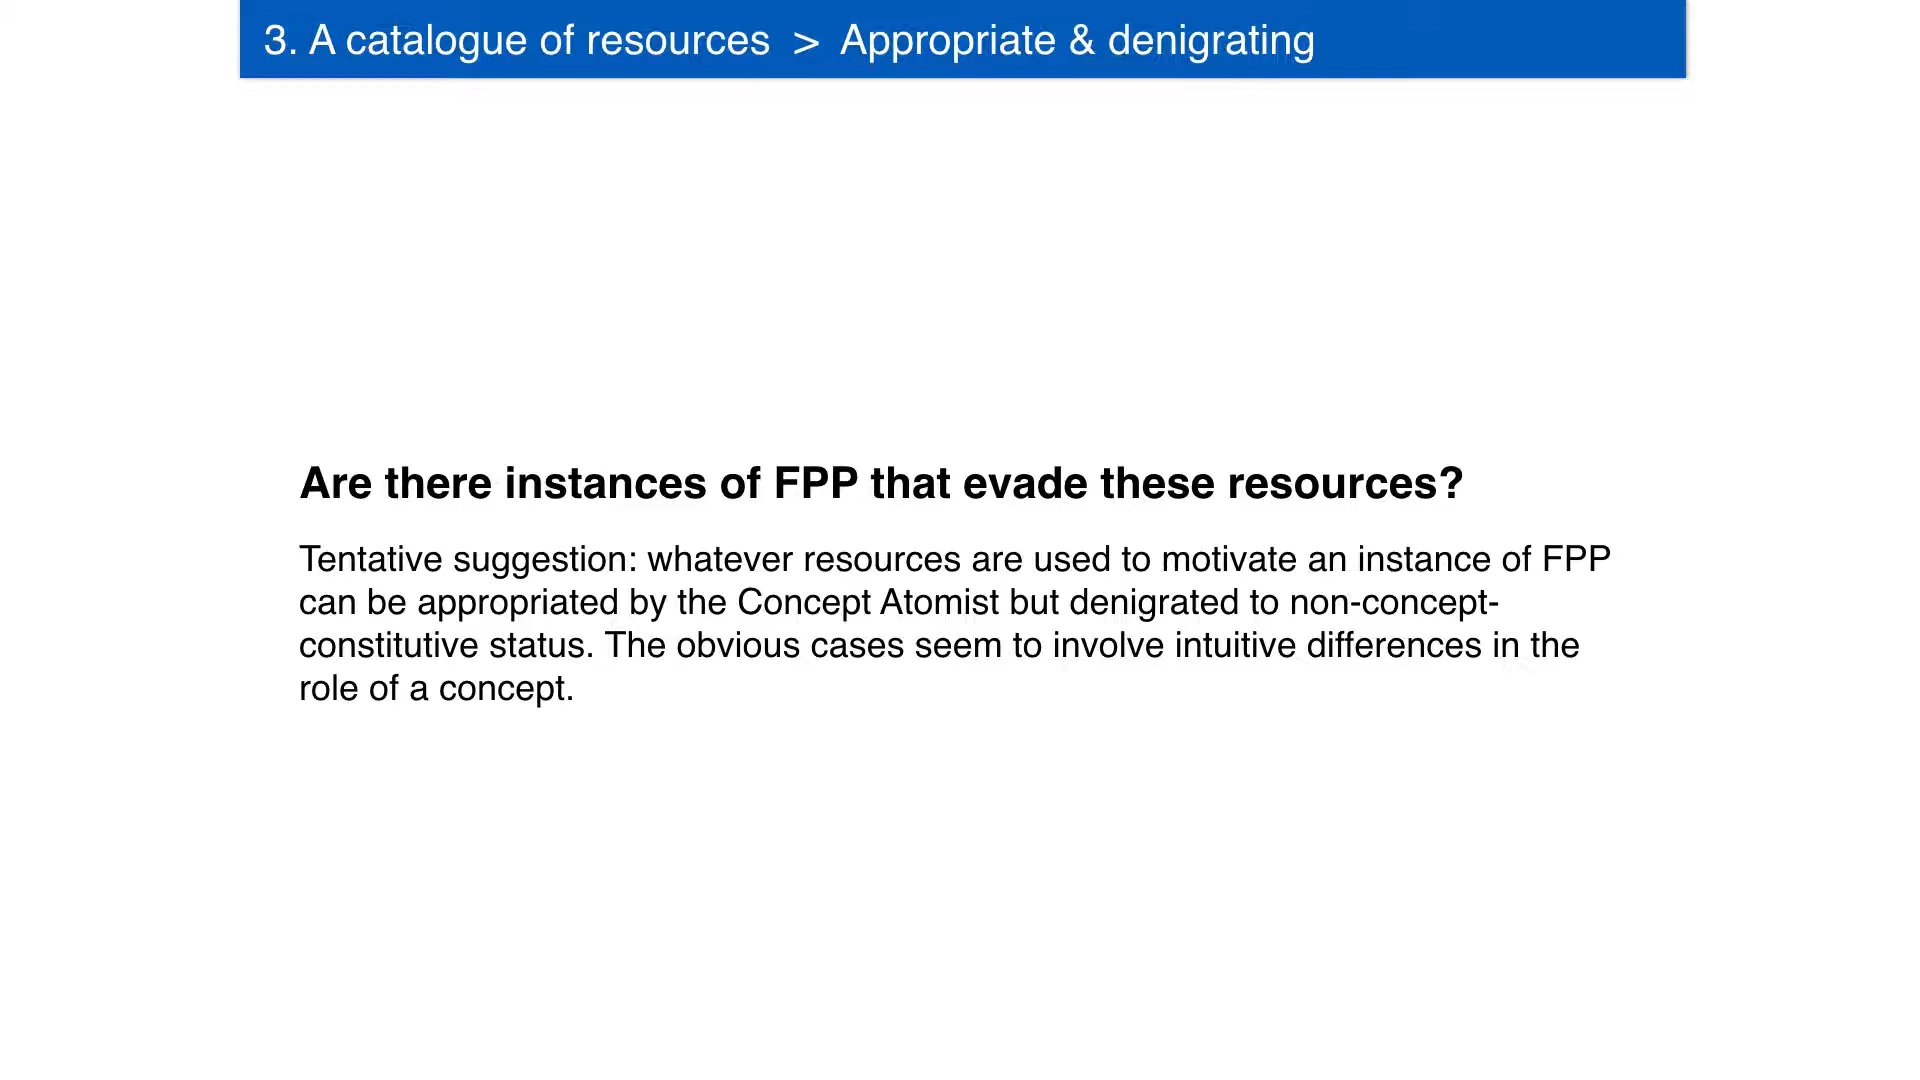 3. A catalogue of resources > Appropriate & denigrating
Are there instances of FPP that evade these resources?
Tentative suggestion: whatever resources are used to motivate an instance of FPP
can be appropriated by the Concept Atomist but denigrated to non-concept-
constitutive status. The obvious cases seem to involve intuitive differences in the
role of a concept.